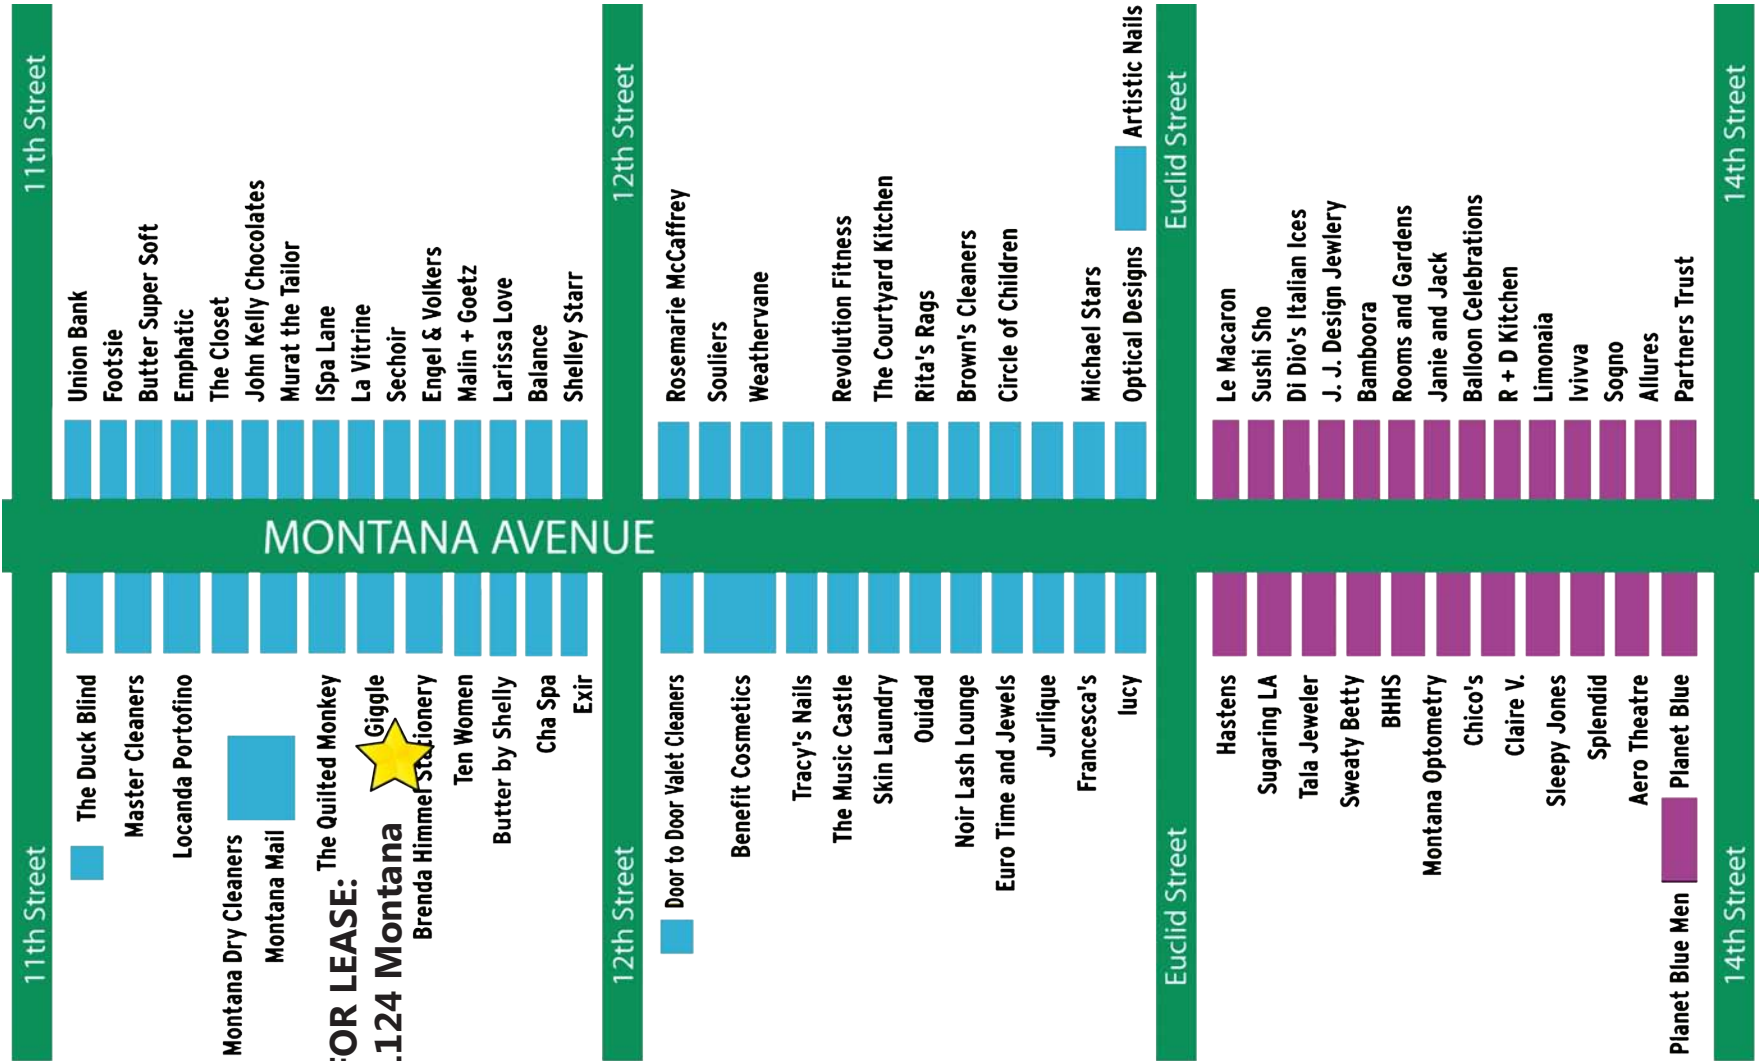 11th Street
12th Street
Euclid Street
14th Street
Union Bank
Footsie
Butter Super Soft
Emphatic
The Closet
John Kelly Chocolates
Murat the Tailor
ISpa Lane
La Vitrine
Sechoir
Engel & Volkers
Malin + Goetz
Larissa Love
Balance
Shelley Starr
Rosemarie McCaffrey
Souliers
Weathervane
Revolution Fitness
The Courtyard Kitchen
Rita's Rags
Brown's Cleaners
Circle of Children
Michael Stars
Optical Designs
Artistic Nails
Le Macaron
Sushi Sho
Di Dio's Italian Ices
J. J. Design Jewlery
Bamboora
Rooms and Gardens
Janie and Jack
Balloon Celebrations
R + D Kitchen
Limonaia
Ivivva
Sogno
Allures
Partners Trust
MONTANA AVENUE
The Duck Blind
Master Cleaners
Locanda Portofino
Montana Dry Cleaners
Montana Mail
The Quilted Monkey
Giggle
Brenda Himmel Stationery
Ten Women
Butter by Shelly
Cha Spa
Exir
FOR LEASE:
1124 Montana
Door to Door Valet Cleaners
Benefit Cosmetics
Tracy's Nails
The Music Castle
Skin Laundry
Ouidad
Noir Lash Lounge
Euro Time and Jewels
Jurlique
Francesca's
lucy
Hastens
Sugaring LA
Tala Jeweler
Sweaty Betty
BHHS
Montana Optometry
Chico's
Claire V.
Sleepy Jones
Splendid
Aero Theatre
Planet Blue
Planet Blue Men
11th Street
12th Street
Euclid Street
14th Street